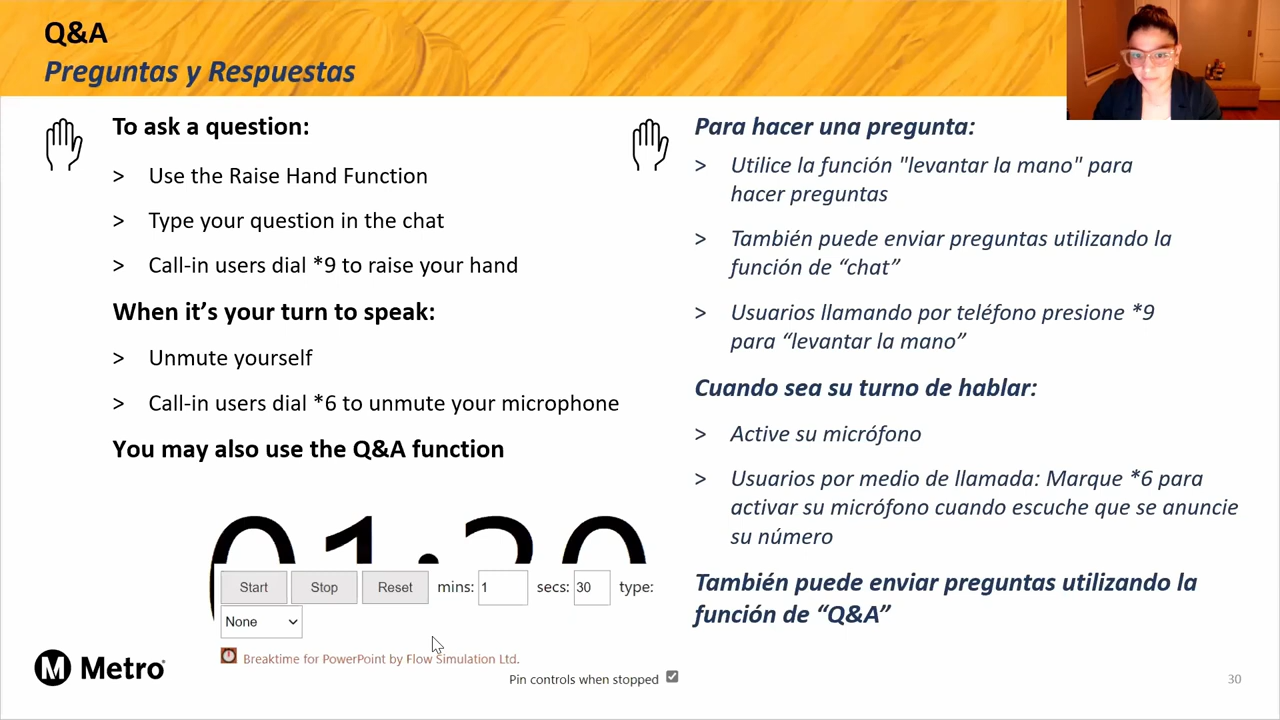 Q&A
Preguntas y Respuestas
To ask a question:
> Use the Raise Hand Function
> Type your question in the chat
> Call-in users dial *9 to raise your hand
When it’s your turn to speak:
> Unmute yourself
> Call-in users dial *6 to unmute your microphone
You may also use the Q&A function
01:30
Start Stop Reset mins: 1 secs: 30 type:
None
Breaktime for PowerPoint by Flow Simulation Ltd.
Pin controls when stopped
M Metro
Para hacer una pregunta:
> Utilice la función "levantar la mano" para
hacer preguntas
> También puede enviar preguntas utilizando la
función de “chat”
> Usuarios llamando por teléfono presione *9
para “levantar la mano”
Cuando sea su turno de hablar:
> Active su micrófono
> Usuarios por medio de llamada: Marque *6 para
activar su micrófono cuando escuche que se anuncie
su número
También puede enviar preguntas utilizando la
función de “Q&A”
30